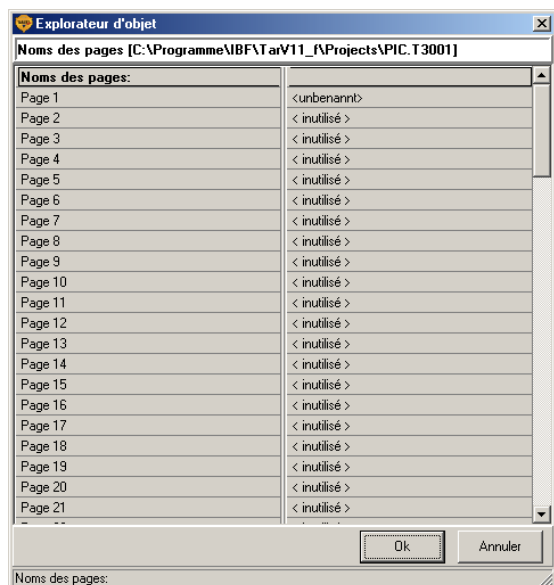 Explorateur d'objet
Noms des pages [C:\Programme\IBF\TarV11_f\Projects\PIC.T3001]
Noms des pages:
Page 1 <unbenannt>
Page 2 < inutilisé >
Page 3 < inutilisé >
Page 4 < inutilisé >
Page 5 < inutilisé >
Page 6 < inutilisé >
Page 7 < inutilisé >
Page 8 < inutilisé >
Page 9 < inutilisé >
Page 10 < inutilisé >
Page 11 < inutilisé >
Page 12 < inutilisé >
Page 13 < inutilisé >
Page 14 < inutilisé >
Page 15 < inutilisé >
Page 16 < inutilisé >
Page 17 < inutilisé >
Page 18 < inutilisé >
Page 19 < inutilisé >
Page 20 < inutilisé >
Page 21 < inutilisé >
Ok Annuler
Noms des pages: